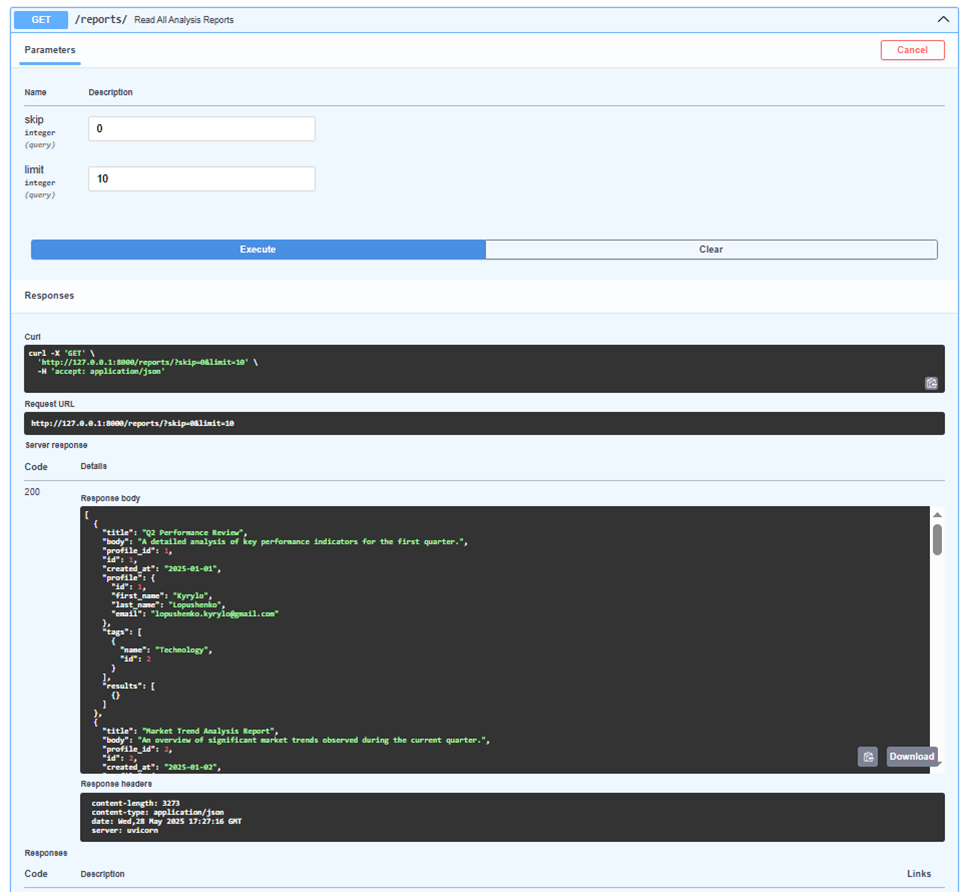 GET /reports/ Read All Analysis Reports
Parameters Cancel
Name Description
skip
integer
(query)
0
limit
integer
(query)
10
Execute Clear
Responses
Curl
curl -X 'GET' \
  'http://127.0.0.1:8000/reports/?skip=0&limit=10' \
  -H 'accept: application/json'
Request URL
http://127.0.0.1:8000/reports/?skip=0&limit=10
Server response
Code Details
200
Response body
[
  {
    "title": "Q2 Performance Review",
    "body": "A detailed analysis of key performance indicators for the first quarter.",
    "profile_id": 1,
    "id": 1,
    "created_at": "2025-01-01",
    "profile": {
      "id": 1,
      "first_name": "Kyrylo",
      "last_name": "Lopushenko",
      "email": "lopushenko.kyrylo@gmail.com"
    },
    "tags": [
      {
        "name": "Technology",
        "id": 2
      }
    ],
    "results": [
      {}
    ]
  },
  {
    "title": "Market Trend Analysis Report",
    "body": "An overview of significant market trends observed during the current quarter.",
    "profile_id": 2,
    "id": 2,
    "created_at": "2025-01-02",
Download
Response headers
content-length: 3273
content-type: application/json
date: Wed,28 May 2025 17:27:16 GMT
server: uvicorn
Responses
Code Description Links